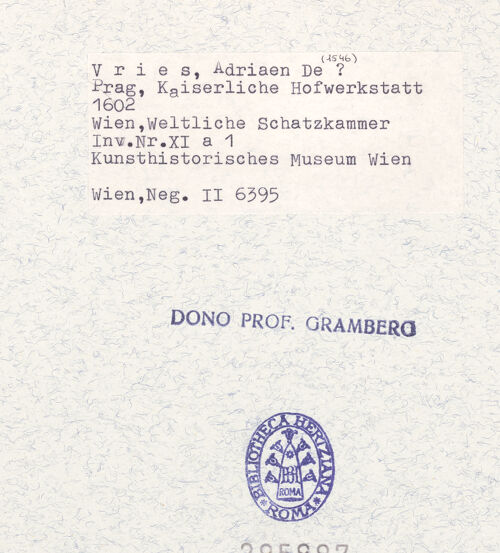 (1546)
V r i e s, Adriaen De ?
Prag, Kaiserliche Hofwerkstatt
1602
Wien,Weltliche Schatzkammer
Inv.Nr.XI a 1
Kunsthistorisches Museum Wien
Wien,Neg. II 6395
DONO PROF. GRAMBERG
BIBLIOTHECA HERTZIANA
ROMA
ROMA